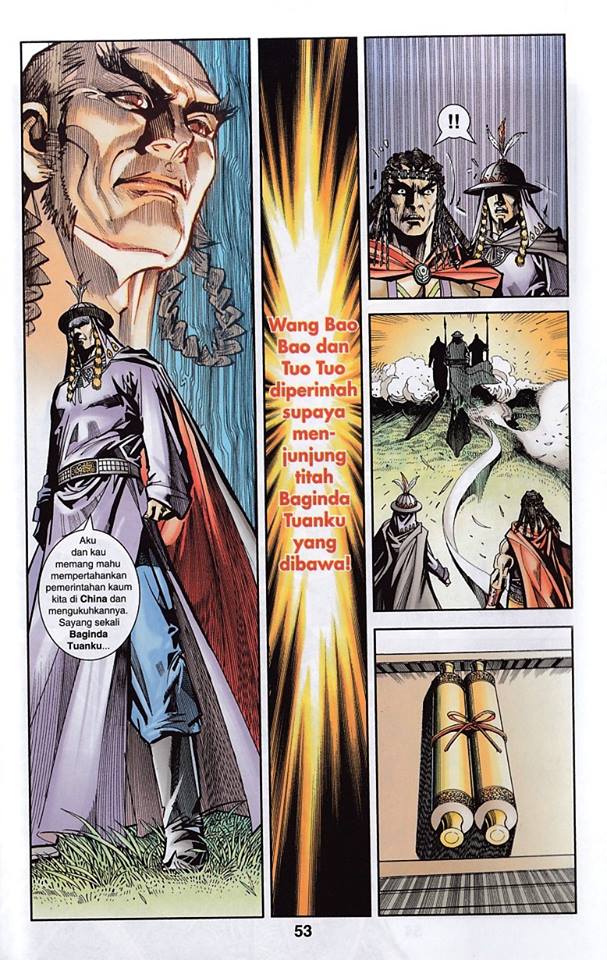 Aku
dan kau
memang mahu
mempertahankan
pemerintahan kaum
kita di China dan
mengukuhkannya.
Sayang sekali
Baginda
Tuanku...
Wang Bao
Bao dan
Tuo Tuo
diperintah
supaya
men-
junjung
titah
Baginda
Tuanku
yang
dibawa!
!!
53